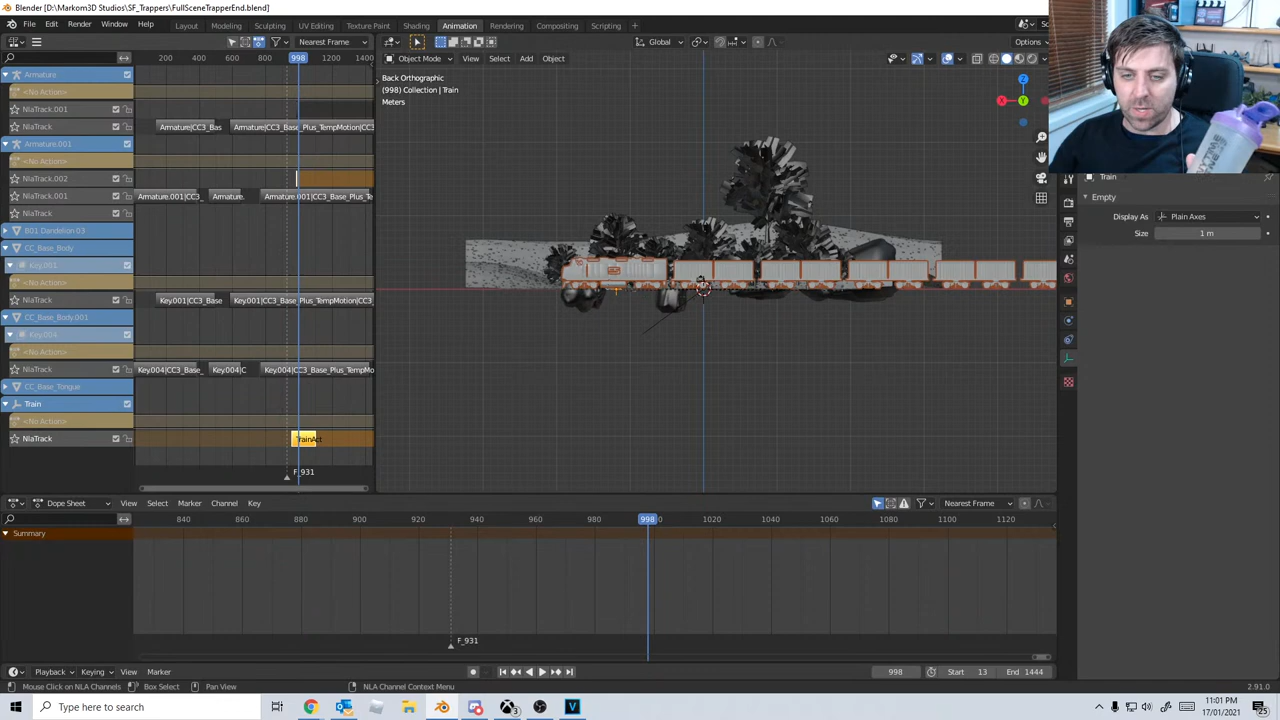 Blender [D:\Markom3D Studios\SF_Trappers\FullSceneTrapperEnd.blend]
File Edit Render Window Help Layout Modeling Sculpting UV Editing Texture Paint Shading Animation Rendering Compositing Scripting Scene
Nearest Frame Global Options
200 400 600 800 998 1200 1400 Object Mode View Select Add Object
Armature
<No Action>
NlaTrack.001
NlaTrack Armature|CC3_Bas Armature|CC3_Base_Plus_TempMotion|CC3
Armature.001
<No Action>
NlaTrack.002
NlaTrack.001 Armature.001|CC3_ Armature. Armature.001|CC3_Base_Plus_Te
NlaTrack
B01 Dandelion 03
CC_Base_Body
Key.001
<No Action>
NlaTrack Key.001|CC3_Base Key.001|CC3_Base_Plus_TempMotion|CC3
CC_Base_Body.001
Key.004
<No Action>
NlaTrack Key.004|CC3_Base_ Key.004|C Key.004|CC3_Base_Plus_TempMo
CC_Base_Tongue
Train
<No Action>
NlaTrack TrainAct
F_931
Back Orthographic
(998) Collection | Train
Meters
Z
X Y
Train
Empty
Display As Plain Axes
Size 1 m
Dope Sheet View Select Marker Channel Key Nearest Frame
840 860 880 900 920 940 960 980 998 1000 1020 1040 1060 1080 1100 1120
Summary
F_931
Playback Keying View Marker 998 Start 13 End 1444
Mouse Click on NLA Channels Box Select Pan View NLA Channel Context Menu 2.91.0
Type here to search 11:01 PM
17/01/2021